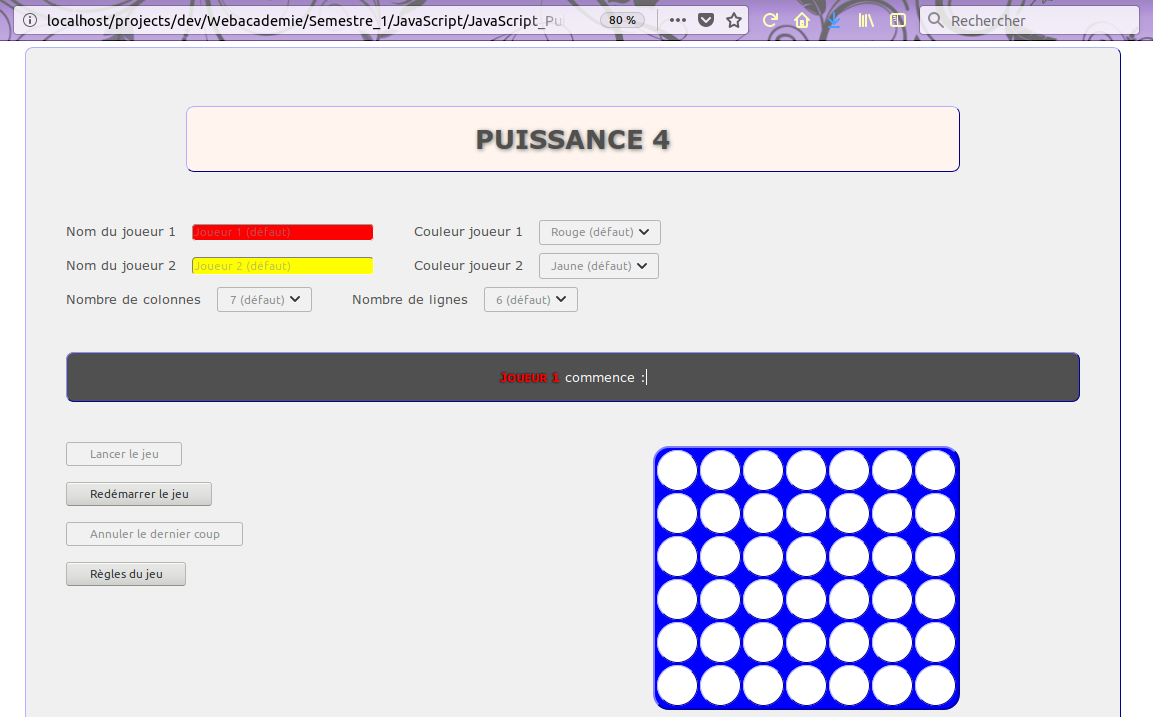 localhost/projects/dev/Webacademie/Semestre_1/JavaScript/JavaScript_Pui 80 % Rechercher
PUISSANCE 4
Nom du joueur 1 Joueur 1 (défaut) Couleur joueur 1 Rouge (défaut)
Nom du joueur 2 Joueur 2 (défaut) Couleur joueur 2 Jaune (défaut)
Nombre de colonnes 7 (défaut) Nombre de lignes 6 (défaut)
JOUEUR 1 commence :
Lancer le jeu
Redémarrer le jeu
Annuler le dernier coup
Règles du jeu